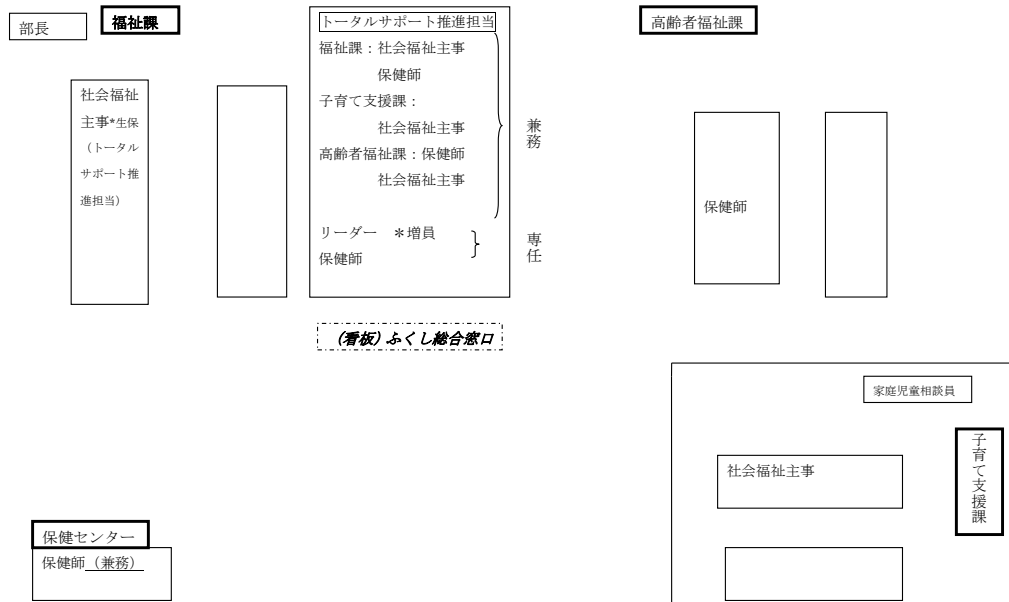 部長
福祉課
社会福祉
主事*生保
（トータル
サポート推
進担当）
トータルサポート推進担当
福祉課：社会福祉主事
保健師
子育て支援課：
社会福祉主事
高齢者福祉課：保健師
社会福祉主事
兼務
リーダー　＊増員
保健師
専任
（看板）ふくし総合窓口
高齢者福祉課
保健師
家庭児童相談員
子育て支援課
社会福祉主事
保健センター
保健師（兼務）